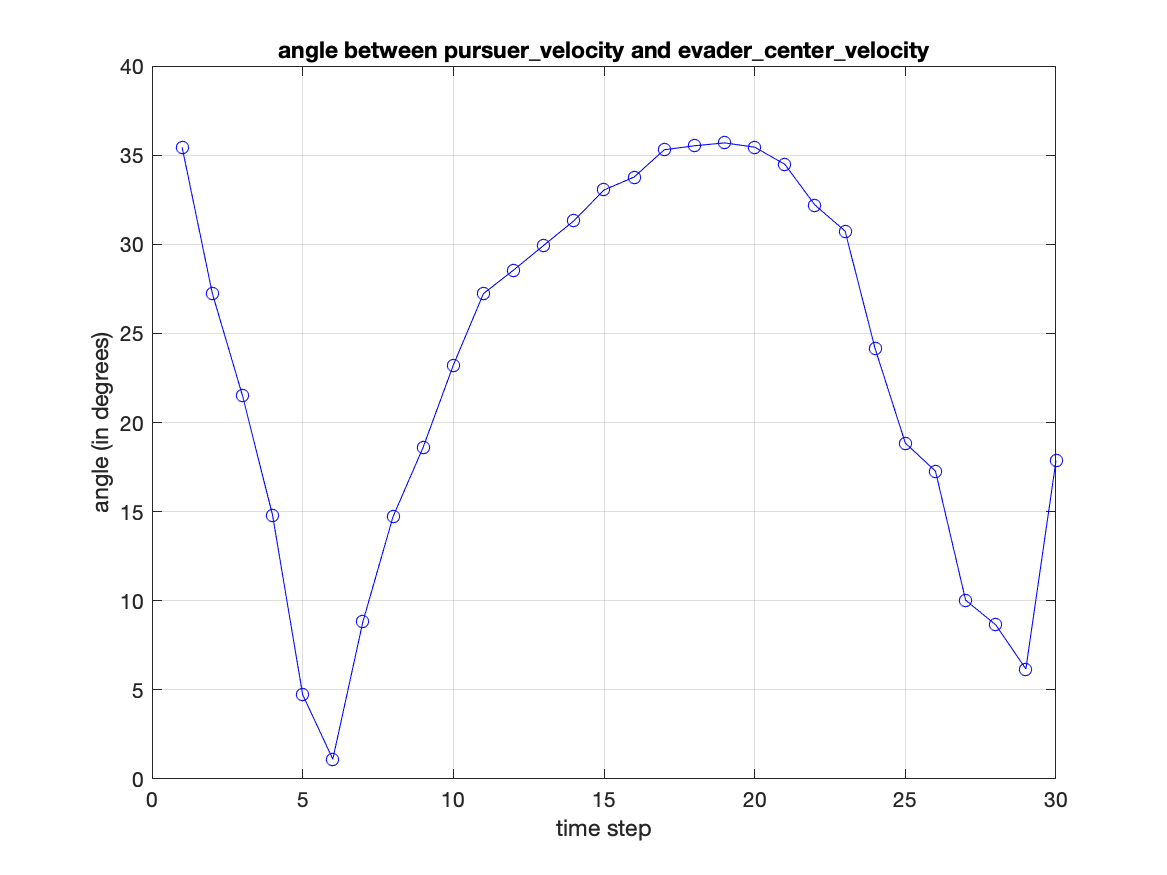 angle between pursuer_velocity and evader_center_velocity
40
35
30
25
20
15
10
5
0
angle (in degrees)
0 5 10 15 20 25 30
time step